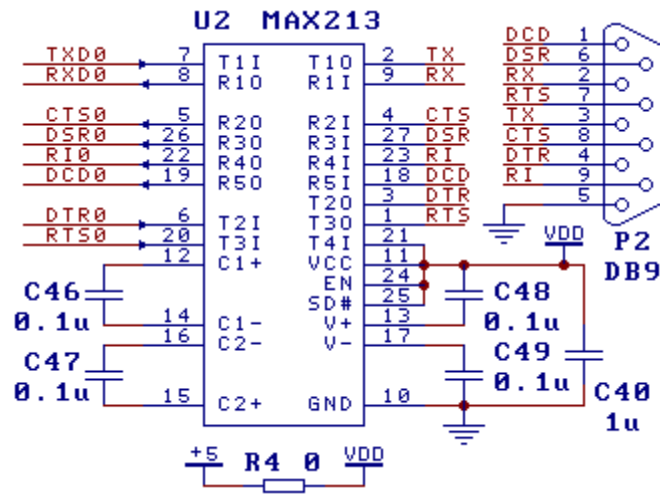 U2 MAX213
TXD0 7 T1I T1O 2 TX
RXD0 8 R1O R1I 9 RX
CTS0 5 R2O R2I 4 CTS
DSR0 26 R3O R3I 27 DSR
RI0 22 R4O R4I 23 RI
DCD0 19 R5O R5I 18 DCD
T2O 3 DTR
DTR0 6 T2I T3O 1 RTS
RTS0 20 T3I T4I 21
12 C1+ VCC 11
EN 24
SD# 25
14 C1- V+ 13
16 C2- V- 17
15 C2+ GND 10
C46
0.1u
C47
0.1u
C48
0.1u
C49
0.1u
C40
1u
VDD
DCD 1
DSR 6
RX 2
RTS 7
TX 3
CTS 8
DTR 4
RI 9
5
P2
DB9
+5 R4 0 VDD